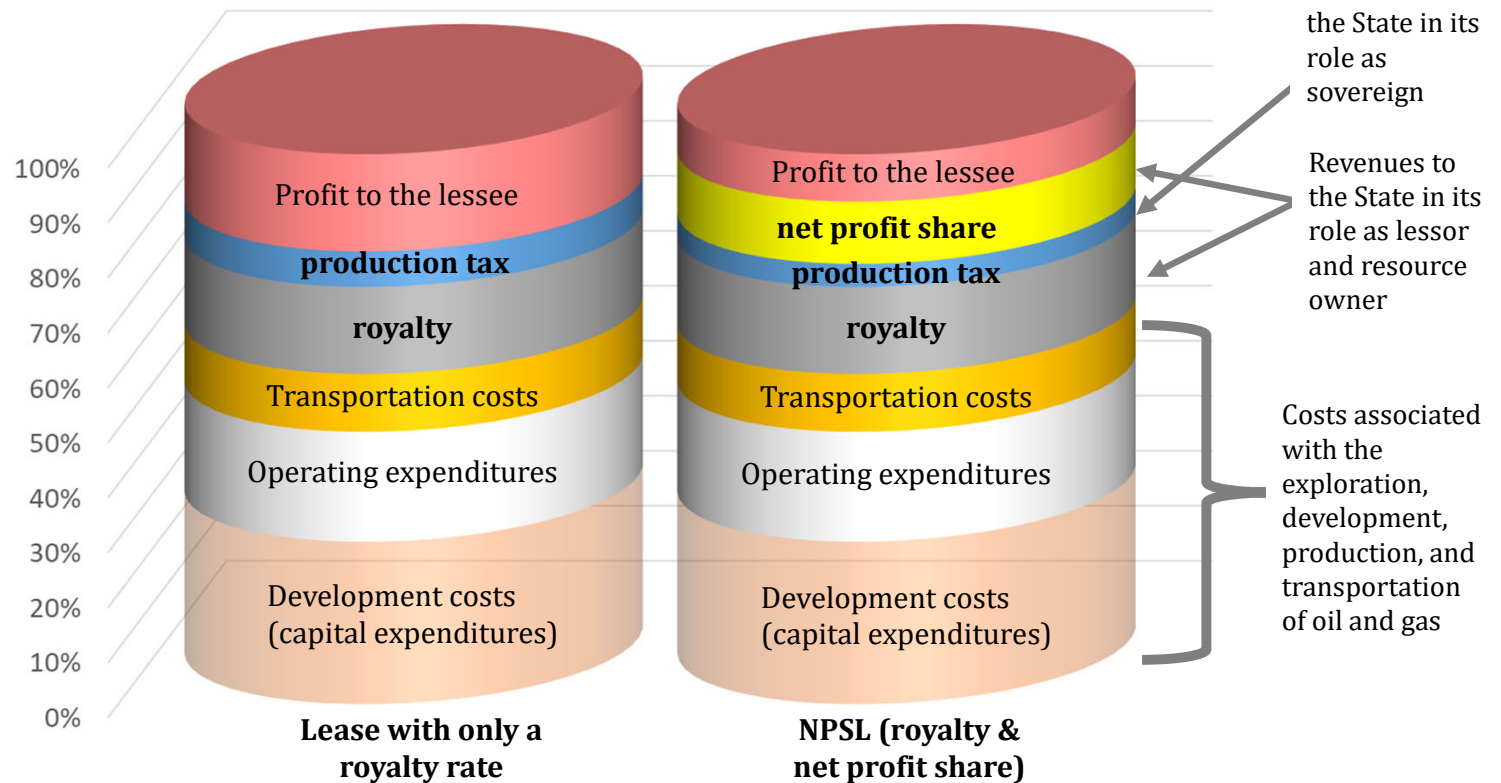 100%
90%
80%
70%
60%
50%
40%
30%
20%
10%
0%
Profit to the lessee
production tax
royalty
Transportation costs
Operating expenditures
Development costs
(capital expenditures)
Lease with only a
royalty rate
Profit to the lessee
net profit share
production tax
royalty
Transportation costs
Operating expenditures
Development costs
(capital expenditures)
NPSL (royalty &
net profit share)
the State in its
role as
sovereign
Revenues to
the State in its
role as lessor
and resource
owner
Costs associated
with the
exploration,
development,
production, and
transportation
of oil and gas